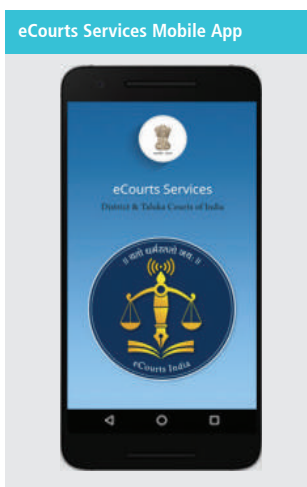 eCourts Services Mobile App
eCourts Services
District & Taluka Courts of India
॥ यतो धर्मस्ततो जयः ॥
eCourts India